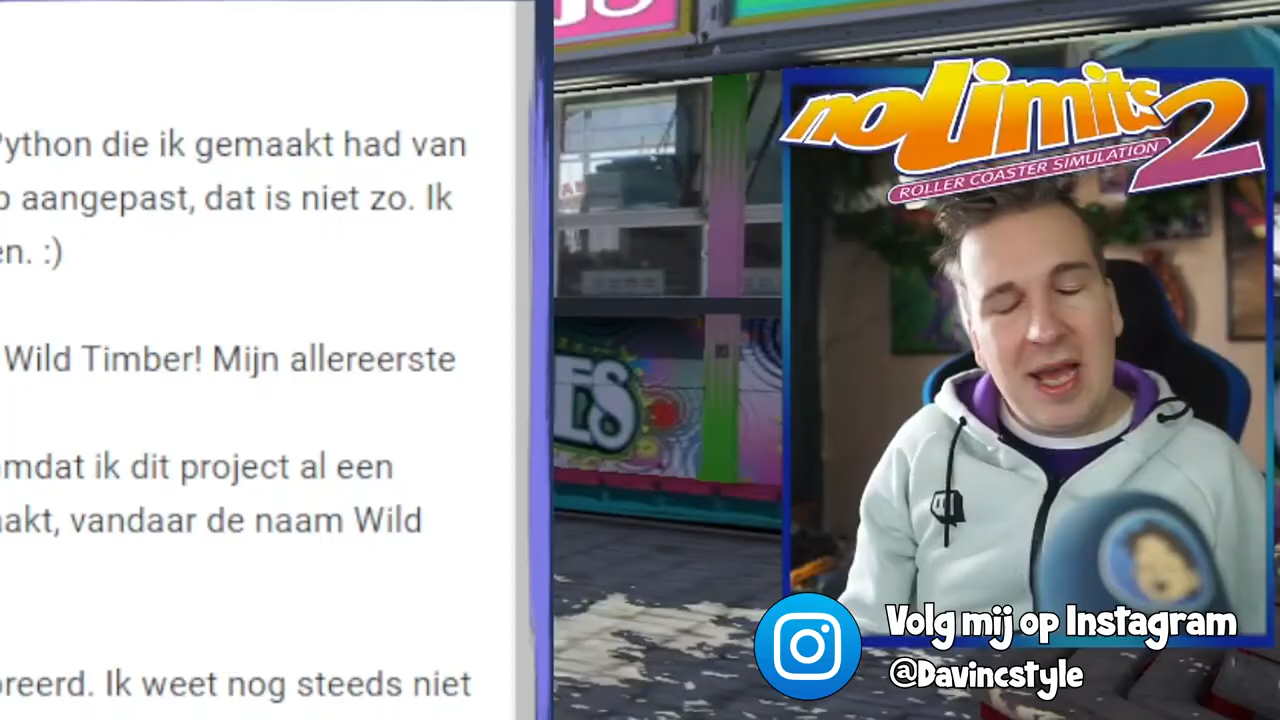 Python die ik gemaakt had van
aangepast, dat is niet zo. Ik
en. :)
Wild Timber! Mijn allereerste
omdat ik dit project al een
akt, vandaar de naam Wild
oreerd. Ik weet nog steeds niet
noLimits 2
ROLLER COASTER SIMULATION
ES
Volg mij op Instagram
@Davincstyle